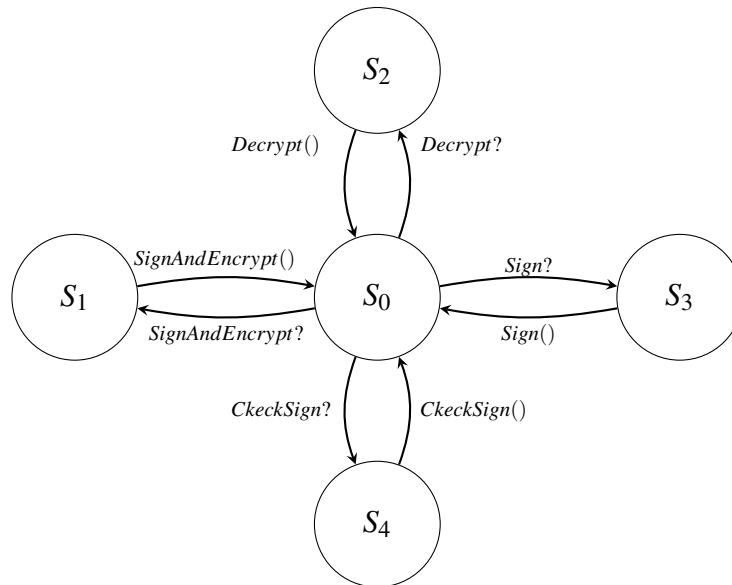 S2
Decrypt()
Decrypt?
SignAndEncrypt()
Sign?
S1
S0
S3
SignAndEncrypt?
Sign()
CkeckSign?
CkeckSign()
S4